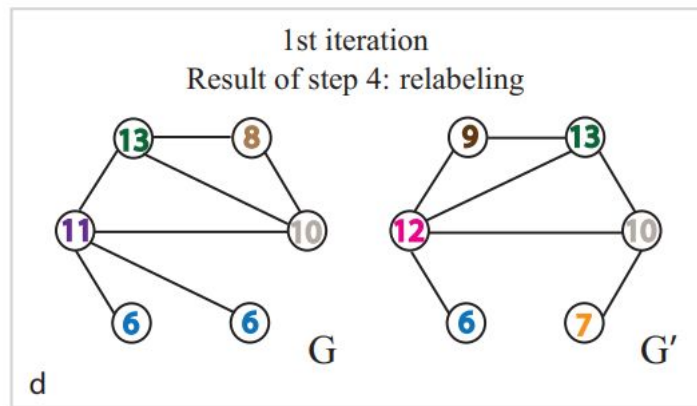 1st iteration
Result of step 4: relabeling
13 8 9 13
11 10 12 10
6 6 6 7
G G′
d